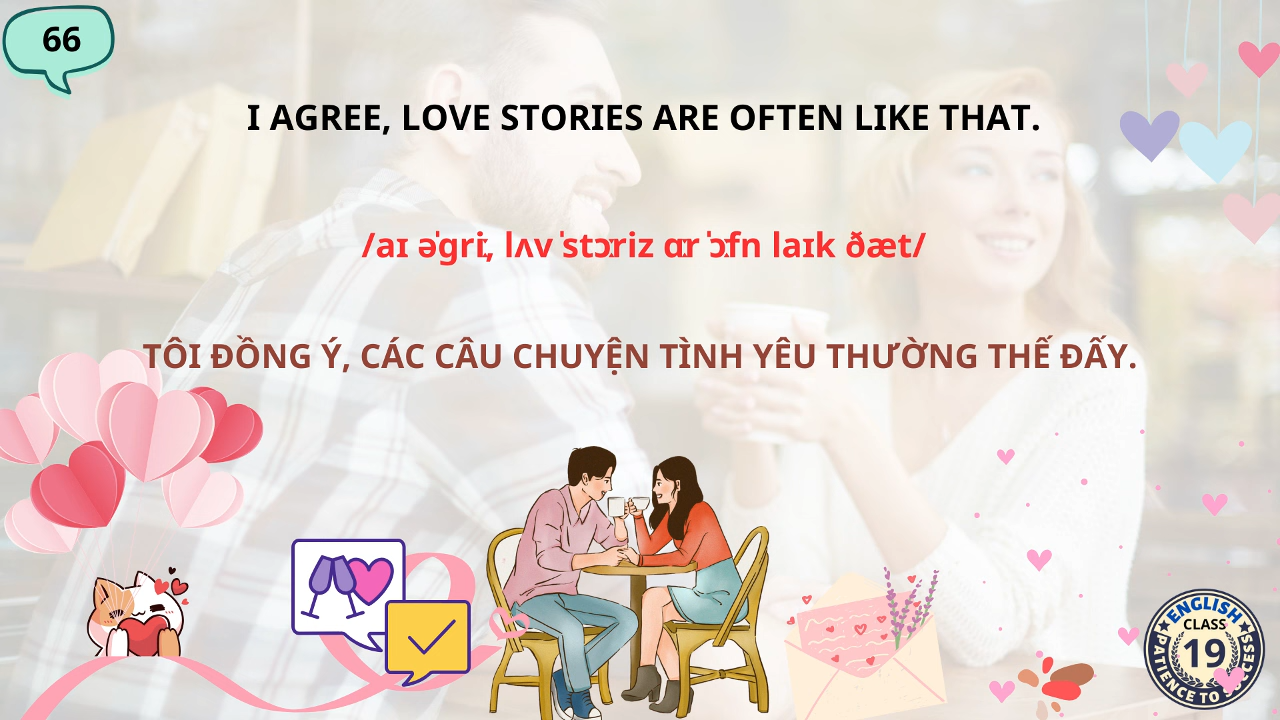 66
I AGREE, LOVE STORIES ARE OFTEN LIKE THAT.
/aɪ əˈɡriː, lʌv ˈstɔːriz ɑːr ˈɔːfn laɪk ðæt/
TÔI ĐỒNG Ý, CÁC CÂU CHUYỆN TÌNH YÊU THƯỜNG THẾ ĐẤY.
ENGLISH
CLASS
19
PATIENCE TO SUCCESS